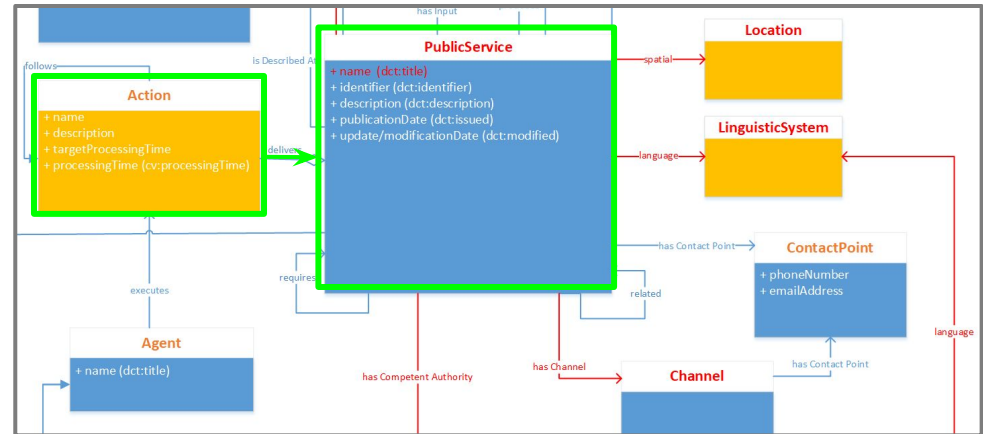 has Input
PublicService
Location
is Described At
follows
+ name (dct:title)
spatial
+ identifier (dct:identifier)
Action
+ description (dct:description)
+ publicationDate (dct:issued)
+ name
+ update/modificationDate (dct:modified)
LinguisticSystem
+ description
+ targetProcessingTime
delivers
language
+ processingTime (cv:processingTime)
has Contact Point
ContactPoint
requires
+ phoneNumber
executes
related
+ emailAddress
language
Agent
has Channel
has Contact Point
+ name (dct:title)
has Competent Authority
Channel